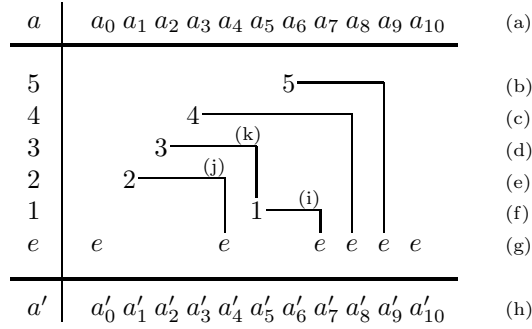 a a₀ a₁ a₂ a₃ a₄ a₅ a₆ a₇ a₈ a₉ a₁₀ (a)
5 5 (b)
4 4 (c)
3 3 (k) (d)
2 2 (j) (e)
1 1 (i) (f)
e e e e e e e (g)
a′ a′₀ a′₁ a′₂ a′₃ a′₄ a′₅ a′₆ a′₇ a′₈ a′₉ a′₁₀ (h)